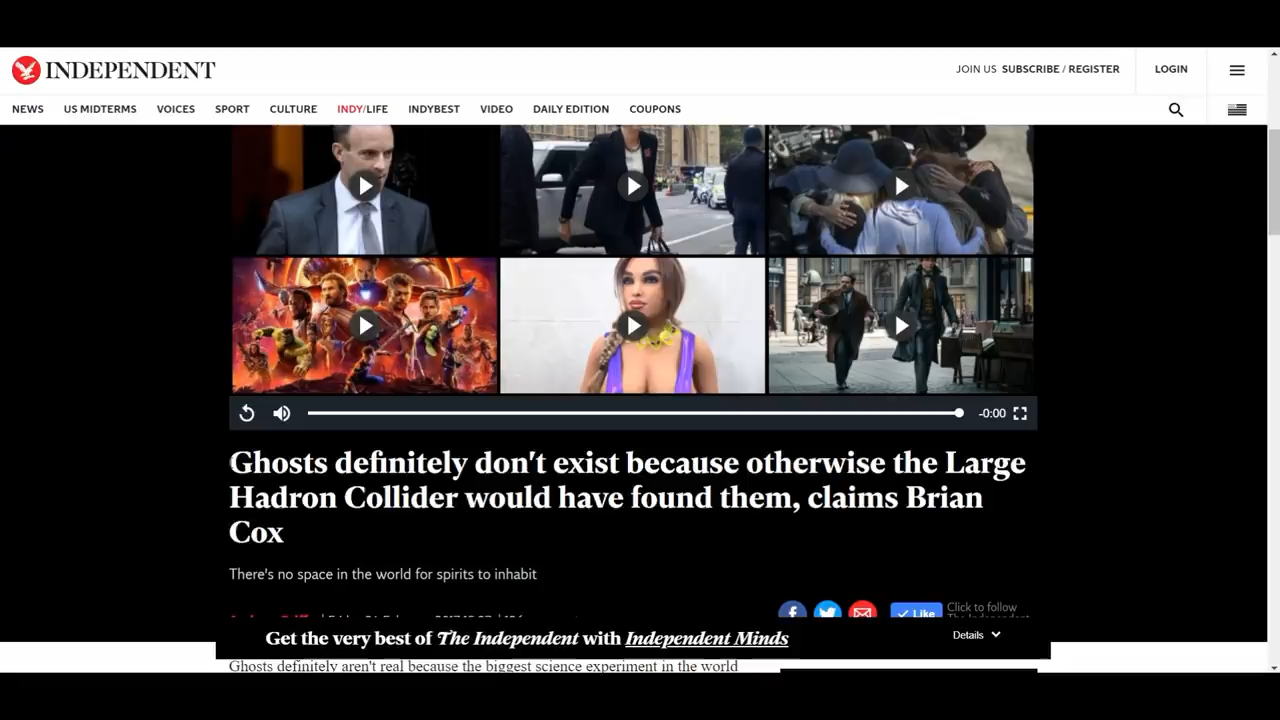 INDEPENDENT
JOIN US SUBSCRIBE / REGISTER
LOGIN
NEWS US MIDTERMS VOICES SPORT CULTURE INDY/LIFE INDYBEST VIDEO DAILY EDITION COUPONS
-0:00
Ghosts definitely don't exist because otherwise the Large
Hadron Collider would have found them, claims Brian
Cox
There's no space in the world for spirits to inhabit
Like
Click to follow
Get the very best of The Independent with Independent Minds
Details
Ghosts definitely aren't real because the biggest science experiment in the world